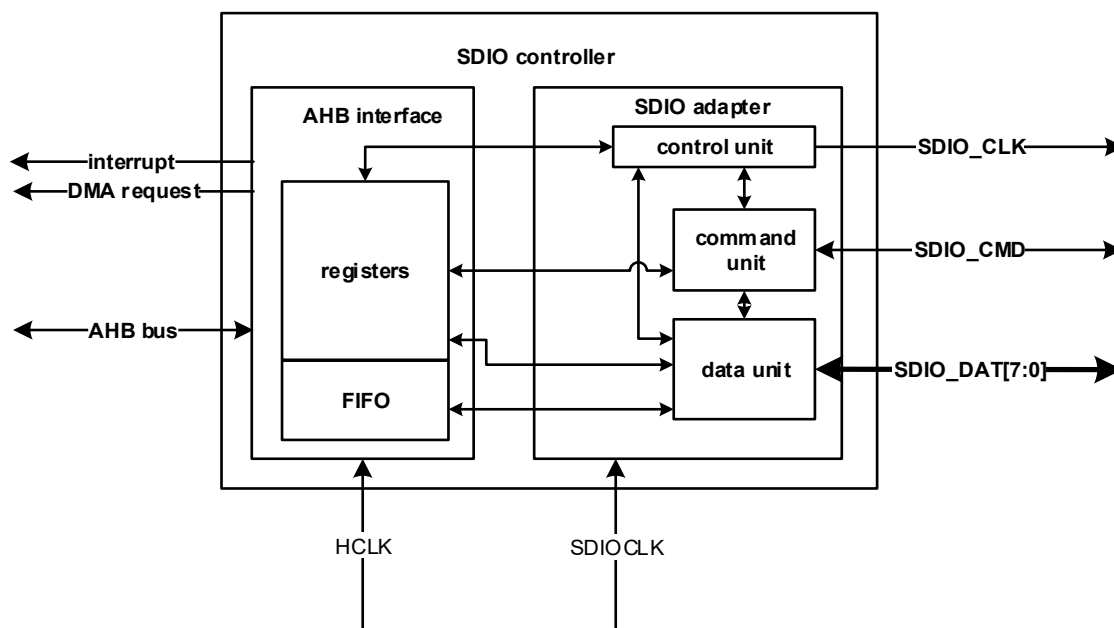 SDIO controller
AHB interface
SDIO adapter
control unit
SDIO_CLK
interrupt
DMA request
registers
command
unit
SDIO_CMD
AHB bus
data unit
SDIO_DAT[7:0]
FIFO
HCLK
SDIOCLK